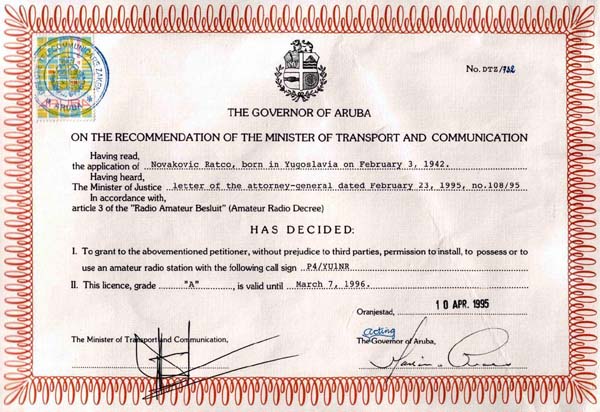 No. DTZ/782
THE GOVERNOR OF ARUBA
ON THE RECOMMENDATION OF THE MINISTER OF TRANSPORT AND COMMUNICATION
Having read,
the application of Novakovic Ratco, born in Yugoslavia on February 3, 1942.
Having heard,
The Minister of Justice letter of the attorney-general dated February 23, 1995, no.108/95
In accordance with,
article 3 of the "Radio Amateur Besluit" (Amateur Radio Decree)
HAS DECIDED:
I. To grant to the abovementioned petitioner, without prejudice to third parties, permission to install, to possess or to
use an amateur radio station with the following call sign P4/YU1NR
II. This licence, grade "A", is valid until March 7, 1996.
Oranjestad, 10 APR. 1995
acting
The Minister of Transport and Communication,
The Governor of Aruba,
ARUBA